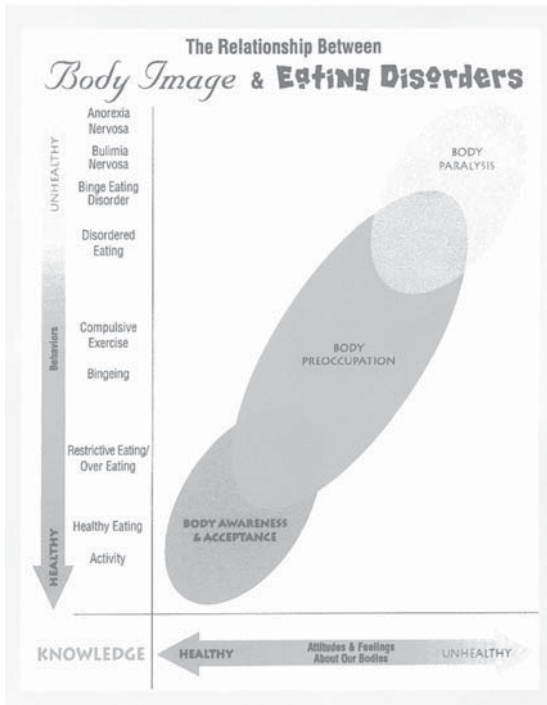 The Relationship Between
Body Image & Eating Disorders
Anorexia
Nervosa
Bulimia
Nervosa
Binge Eating
Disorder
Disordered
Eating
Compulsive
Exercise
Bingeing
Restrictive Eating/
Over Eating
Healthy Eating
Activity
UNHEALTHY
Behaviors
HEALTHY
BODY
PARALYSIS
BODY
PREOCCUPATION
BODY AWARENESS
& ACCEPTANCE
KNOWLEDGE
HEALTHY
Attitudes & Feelings
About Our Bodies
UNHEALTHY